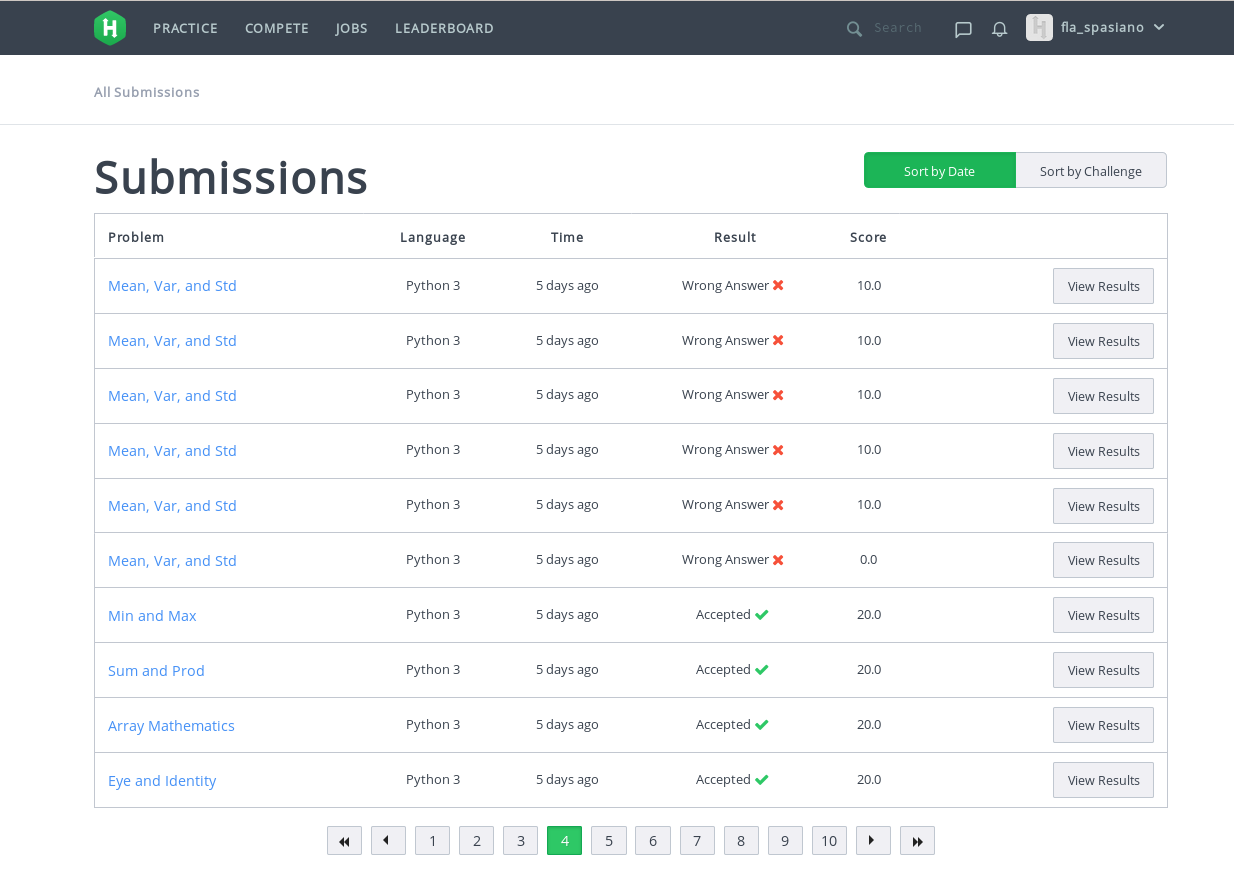 PRACTICE COMPETE JOBS LEADERBOARD Search fla_spasiano
All Submissions
Submissions
Sort by Date Sort by Challenge
Problem Language Time Result Score
Mean, Var, and Std Python 3 5 days ago Wrong Answer 10.0 View Results
Mean, Var, and Std Python 3 5 days ago Wrong Answer 10.0 View Results
Mean, Var, and Std Python 3 5 days ago Wrong Answer 10.0 View Results
Mean, Var, and Std Python 3 5 days ago Wrong Answer 10.0 View Results
Mean, Var, and Std Python 3 5 days ago Wrong Answer 10.0 View Results
Mean, Var, and Std Python 3 5 days ago Wrong Answer 0.0 View Results
Min and Max Python 3 5 days ago Accepted 20.0 View Results
Sum and Prod Python 3 5 days ago Accepted 20.0 View Results
Array Mathematics Python 3 5 days ago Accepted 20.0 View Results
Eye and Identity Python 3 5 days ago Accepted 20.0 View Results
1 2 3 4 5 6 7 8 9 10